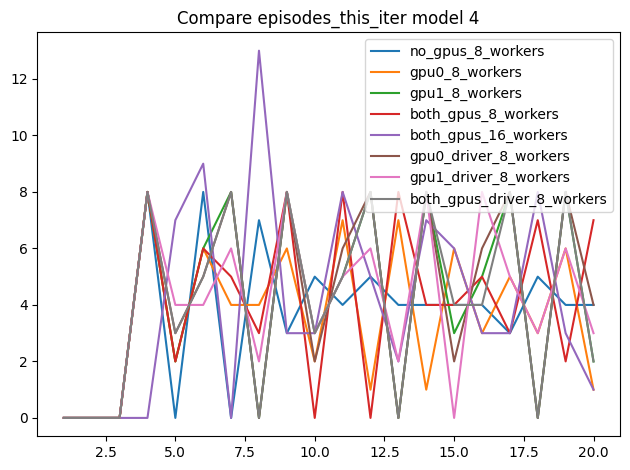 Compare episodes_this_iter model 4
no_gpus_8_workers
gpu0_8_workers
gpu1_8_workers
both_gpus_8_workers
both_gpus_16_workers
gpu0_driver_8_workers
gpu1_driver_8_workers
both_gpus_driver_8_workers
12
10
8
6
4
2
0
2.5 5.0 7.5 10.0 12.5 15.0 17.5 20.0